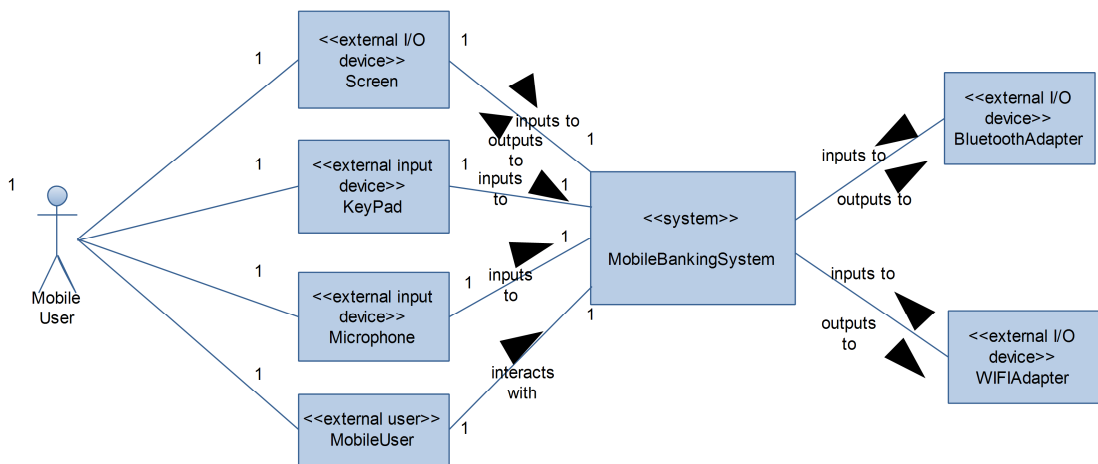 <<external I/O
device>>
Screen
1
1
inputs to
outputs
to
1
<<external input
device>>
KeyPad
1
1
inputs
to
1
1
Mobile
User
<<external input
device>>
Microphone
1
1
inputs
to
1
<<external user>>
MobileUser
1
1
interacts
with
1
<<system>>
MobileBankingSystem
<<external I/O
device>>
BluetoothAdapter
inputs to
outputs to
inputs to
outputs
to
<<external I/O
device>>
WIFIAdapter